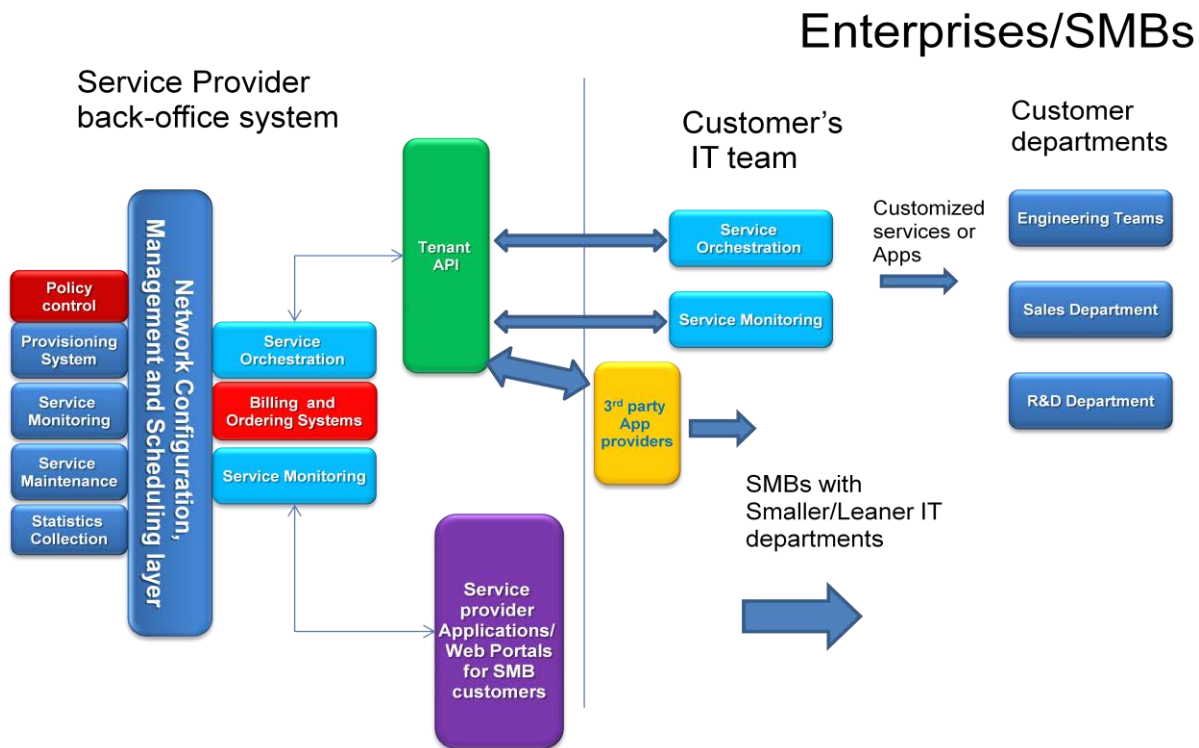 Enterprises/SMBs
Service Provider
back-office system
Customer's
IT team
Customer
departments
Network Configuration,
Management and Scheduling layer
Policy
control
Provisioning
System
Service
Monitoring
Service
Maintenance
Statistics
Collection
Service
Orchestration
Billing and
Ordering Systems
Service Monitoring
Tenant
API
Service
provider
Applications/
Web Portals
for SMB
customers
3rd party
App
providers
Service
Orchestration
Service Monitoring
Customized
services or
Apps
SMBs with
Smaller/Leaner IT
departments
Engineering Teams
Sales Department
R&D Department